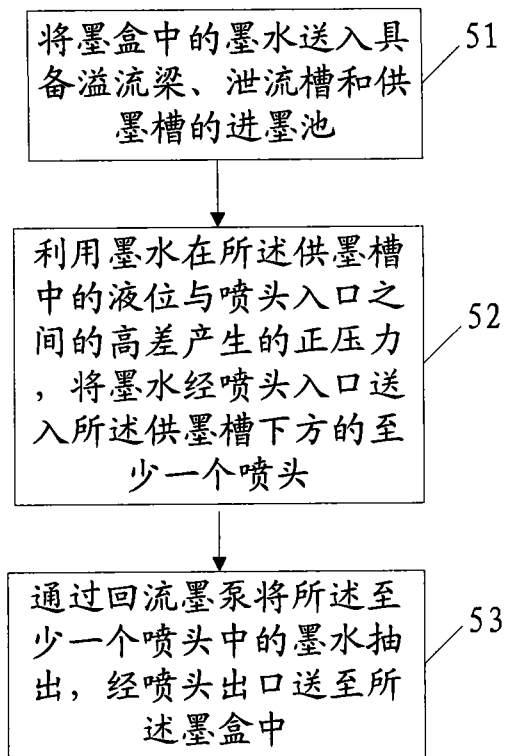 将墨盒中的墨水送入具
备溢流梁、泄流槽和供
墨槽的进墨池
51
利用墨水在所述供墨槽
中的液位与喷头入口之
间的高差产生的正压力
，将墨水经喷头入口送
入所述供墨槽下方的至
少一个喷头
52
通过回流墨泵将所述至
少一个喷头中的墨水抽
出，经喷头出口送至所
述墨盒中
53